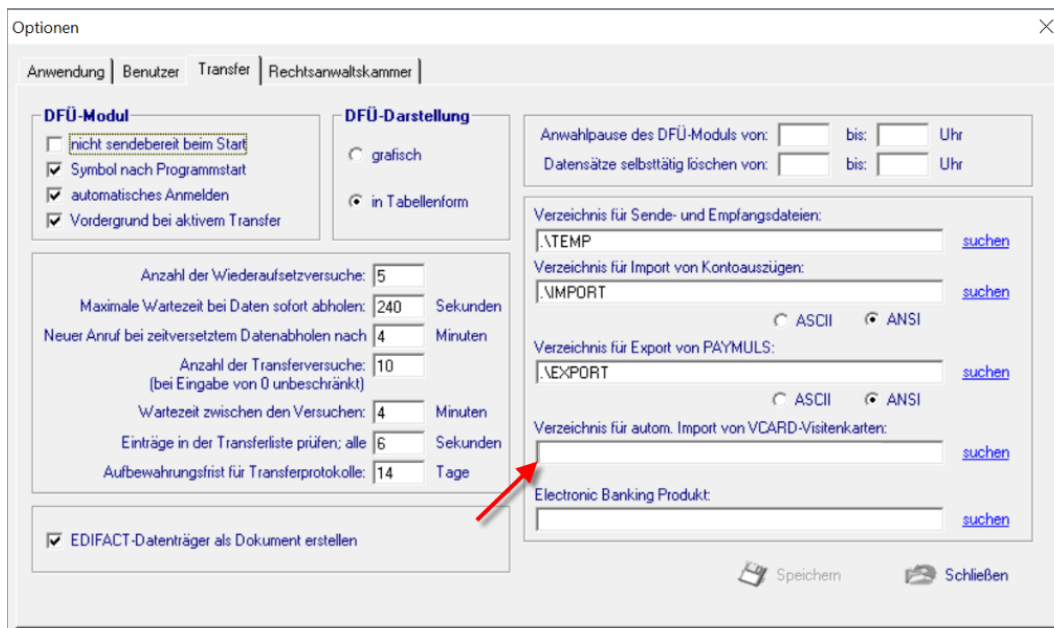 Optionen
Anwendung Benutzer Transfer Rechtsanwaltskammer
DFÜ-Modul
nicht sendebereit beim Start
Symbol nach Programmstart
automatisches Anmelden
Vordergrund bei aktivem Transfer
DFÜ-Darstellung
grafisch
in Tabellenform
Anwahlpause des DFÜ-Moduls von: bis: Uhr
Datensätze selbsttätig löschen von: bis: Uhr
Anzahl der Wiederaufsetzversuche: 5
Maximale Wartezeit bei Daten sofort abholen: 240 Sekunden
Neuer Anruf bei zeitversetztem Datenabholen nach 4 Minuten
Anzahl der Transferversuche: 10
(bei Eingabe von 0 unbeschränkt)
Wartezeit zwischen den Versuchen: 4 Minuten
Einträge in der Transferliste prüfen; alle 6 Sekunden
Aufbewahrungsfrist für Transferprotokolle: 14 Tage
EDIFACT-Datenträger als Dokument erstellen
Verzeichnis für Sende- und Empfangsdateien:
.\TEMP suchen
Verzeichnis für Import von Kontoauszügen:
.\IMPORT suchen
ASCII ANSI
Verzeichnis für Export von PAYMULS:
.\EXPORT suchen
ASCII ANSI
Verzeichnis für autom. Import von VCARD-Visitenkarten:
suchen
Electronic Banking Produkt:
suchen
Speichern Schließen